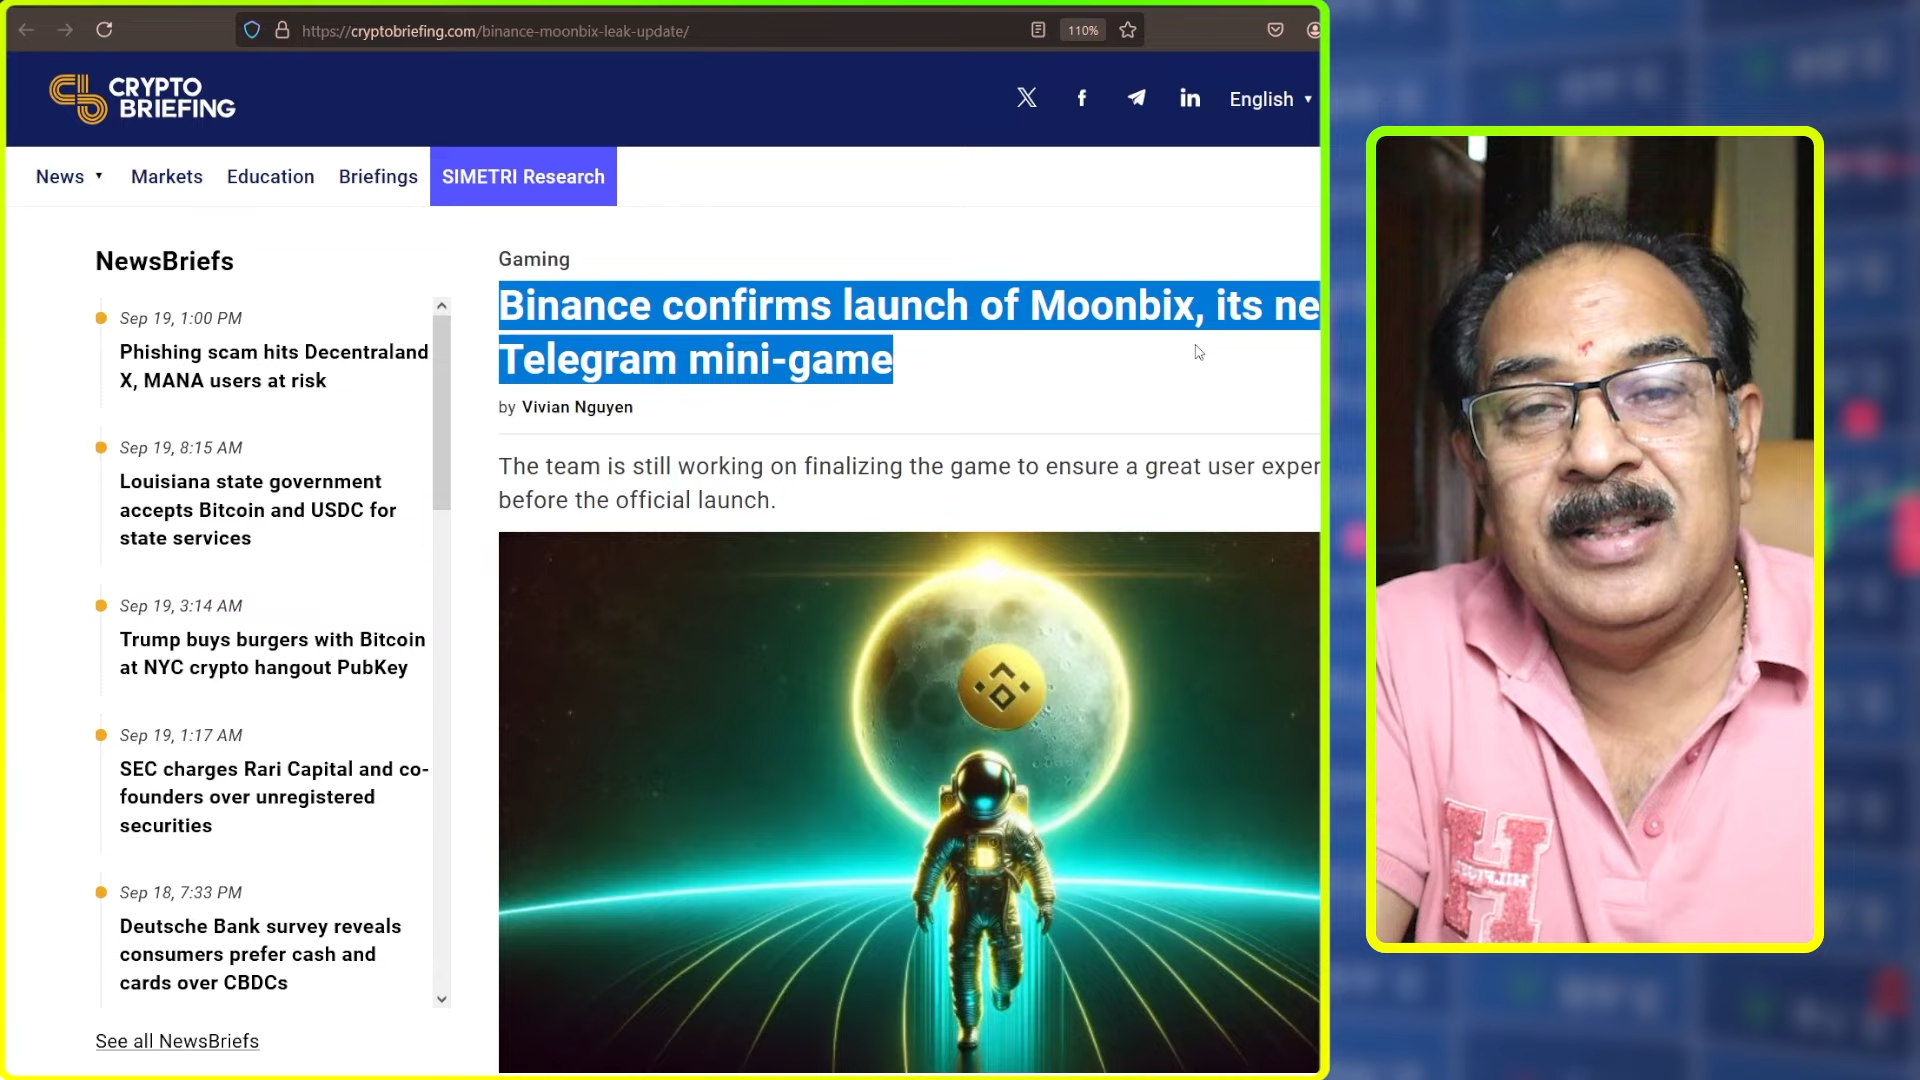 https://cryptobriefing.com/binance-moonbix-leak-update/
110%
CRYPTO
BRIEFING
English
News
Markets
Education
Briefings
SIMETRI Research
NewsBriefs
Sep 19, 1:00 PM
Phishing scam hits Decentraland
X, MANA users at risk
Sep 19, 8:15 AM
Louisiana state government
accepts Bitcoin and USDC for
state services
Sep 19, 3:14 AM
Trump buys burgers with Bitcoin
at NYC crypto hangout PubKey
Sep 19, 1:17 AM
SEC charges Rari Capital and co-
founders over unregistered
securities
Sep 18, 7:33 PM
Deutsche Bank survey reveals
consumers prefer cash and
cards over CBDCs
See all NewsBriefs
Gaming
Binance confirms launch of Moonbix, its ne
Telegram mini-game
by Vivian Nguyen
The team is still working on finalizing the game to ensure a great user exper
before the official launch.
H